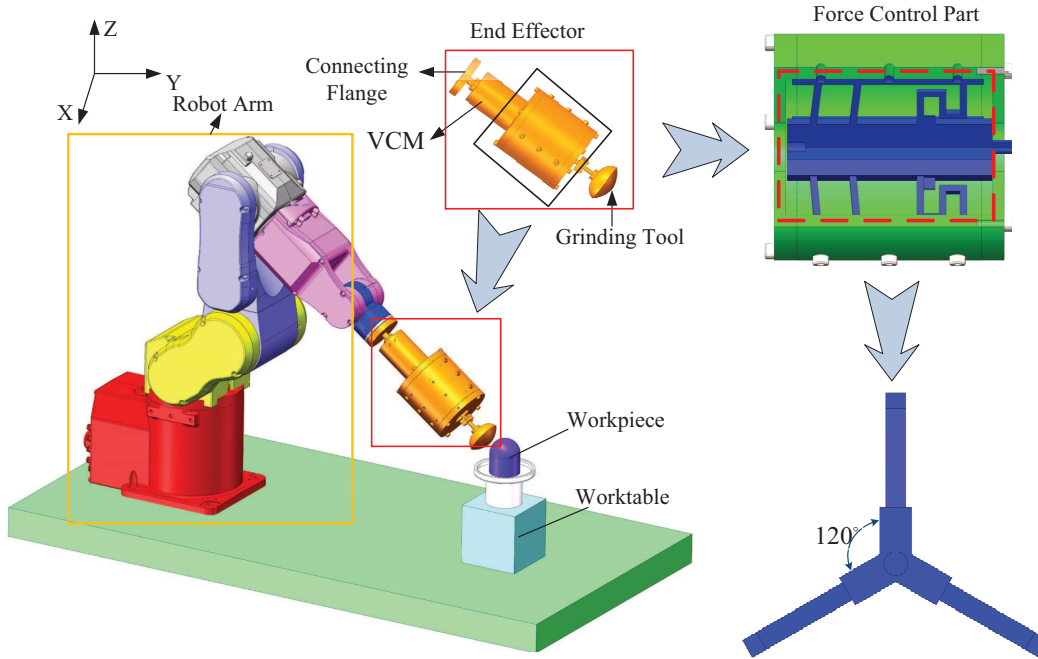 Z
Y
X
Robot Arm
End Effector
Connecting
Flange
VCM
Grinding Tool
Force Control Part
Workpiece
Worktable
120°